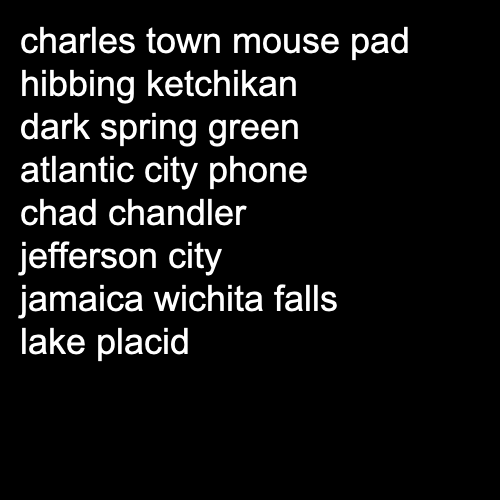 charles town mouse pad
hibbing ketchikan
dark spring green
atlantic city phone
chad chandler
jefferson city
jamaica wichita falls
lake placid